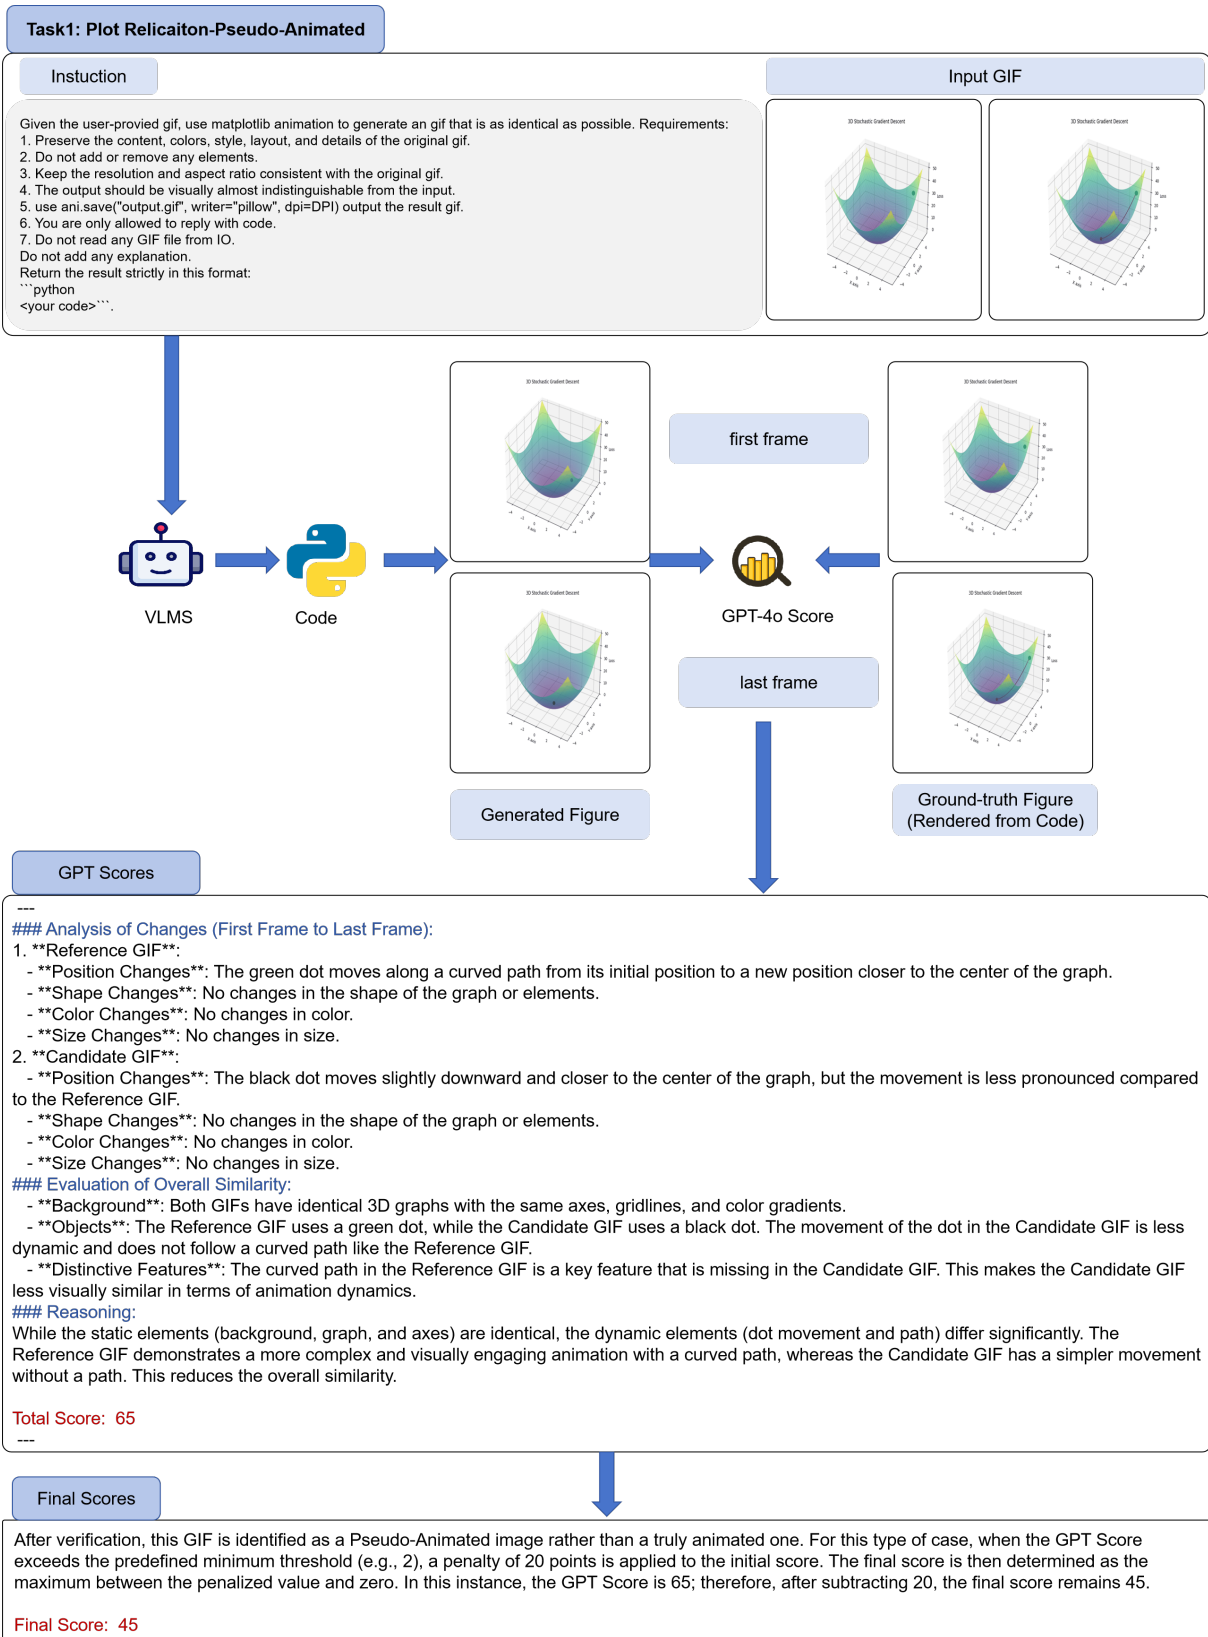 Task1: Plot Relicaiton-Pseudo-Animated
Instuction
Input GIF
Given the user-provied gif, use matplotlib animation to generate an gif that is as identical as possible. Requirements:
1. Preserve the content, colors, style, layout, and details of the original gif.
2. Do not add or remove any elements.
3. Keep the resolution and aspect ratio consistent with the original gif.
4. The output should be visually almost indistinguishable from the input.
5. use ani.save("output.gif", writer="pillow", dpi=DPI) output the result gif.
6. You are only allowed to reply with code.
7. Do not read any GIF file from IO.
Do not add any explanation.
Return the result strictly in this format:
```python
<your code>```.
3D Stochastic Gradient Descent
3D Stochastic Gradient Descent
3D Stochastic Gradient Descent
first frame
3D Stochastic Gradient Descent
VLMS
Code
GPT-4o Score
3D Stochastic Gradient Descent
last frame
3D Stochastic Gradient Descent
Generated Figure
Ground-truth Figure
(Rendered from Code)
GPT Scores
---
### Analysis of Changes (First Frame to Last Frame):
1. **Reference GIF**:
- **Position Changes**: The green dot moves along a curved path from its initial position to a new position closer to the center of the graph.
- **Shape Changes**: No changes in the shape of the graph or elements.
- **Color Changes**: No changes in color.
- **Size Changes**: No changes in size.
2. **Candidate GIF**:
- **Position Changes**: The black dot moves slightly downward and closer to the center of the graph, but the movement is less pronounced compared
to the Reference GIF.
- **Shape Changes**: No changes in the shape of the graph or elements.
- **Color Changes**: No changes in color.
- **Size Changes**: No changes in size.
### Evaluation of Overall Similarity:
- **Background**: Both GIFs have identical 3D graphs with the same axes, gridlines, and color gradients.
- **Objects**: The Reference GIF uses a green dot, while the Candidate GIF uses a black dot. The movement of the dot in the Candidate GIF is less
dynamic and does not follow a curved path like the Reference GIF.
- **Distinctive Features**: The curved path in the Reference GIF is a key feature that is missing in the Candidate GIF. This makes the Candidate GIF
less visually similar in terms of animation dynamics.
### Reasoning:
While the static elements (background, graph, and axes) are identical, the dynamic elements (dot movement and path) differ significantly. The
Reference GIF demonstrates a more complex and visually engaging animation with a curved path, whereas the Candidate GIF has a simpler movement
without a path. This reduces the overall similarity.
Total Score: 65
---
Final Scores
After verification, this GIF is identified as a Pseudo-Animated image rather than a truly animated one. For this type of case, when the GPT Score
exceeds the predefined minimum threshold (e.g., 2), a penalty of 20 points is applied to the initial score. The final score is then determined as the
maximum between the penalized value and zero. In this instance, the GPT Score is 65; therefore, after subtracting 20, the final score remains 45.
Final Score: 45